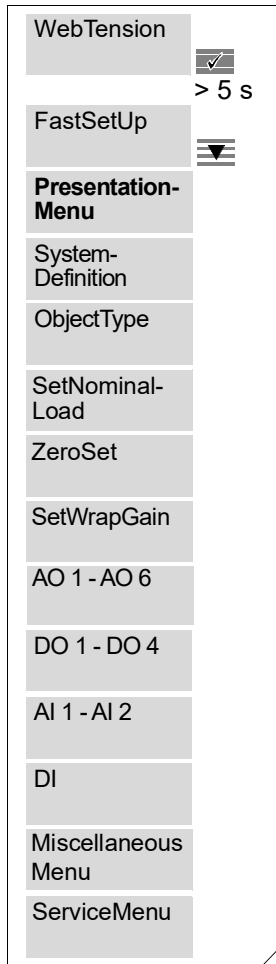 WebTension
> 5 s
FastSetUp
Presentation-
Menu
System-
Definition
ObjectType
SetNominal-
Load
ZeroSet
SetWrapGain
AO 1 - AO 6
DO 1 - DO 4
AI 1 - AI 2
DI
Miscellaneous
Menu
ServiceMenu